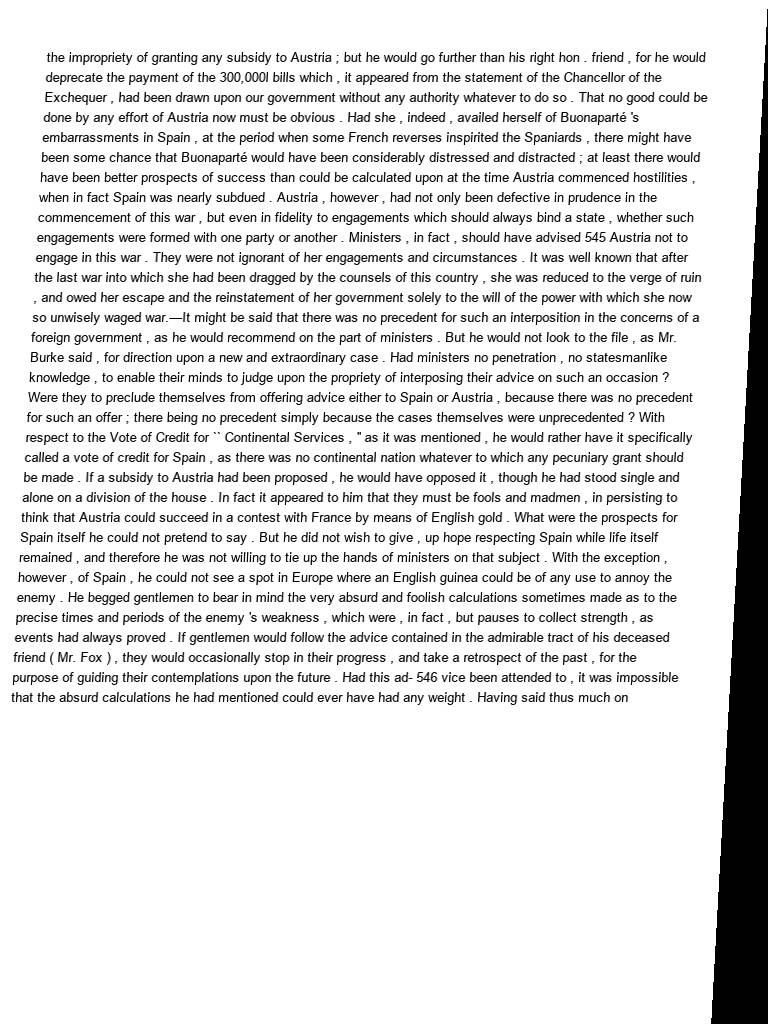 the impropriety of granting any subsidy to Austria ; but he would go further than his right hon . friend , for he would
deprecate the payment of the 300,000l bills which , it appeared from the statement of the Chancellor of the
Exchequer , had been drawn upon our government without any authority whatever to do so . That no good could be
done by any effort of Austria now must be obvious . Had she , indeed , availed herself of Buonaparté 's
embarrassments in Spain , at the period when some French reverses inspirited the Spaniards , there might have
been some chance that Buonaparté would have been considerably distressed and distracted ; at least there would
have been better prospects of success than could be calculated upon at the time Austria commenced hostilities ,
when in fact Spain was nearly subdued . Austria , however , had not only been defective in prudence in the
commencement of this war , but even in fidelity to engagements which should always bind a state , whether such
engagements were formed with one party or another . Ministers , in fact , should have advised 545 Austria not to
engage in this war . They were not ignorant of her engagements and circumstances . It was well known that after
the last war into which she had been dragged by the counsels of this country , she was reduced to the verge of ruin
, and owed her escape and the reinstatement of her government solely to the will of the power with which she now
so unwisely waged war.—It might be said that there was no precedent for such an interposition in the concerns of a
foreign government , as he would recommend on the part of ministers . But he would not look to the file , as Mr.
Burke said , for direction upon a new and extraordinary case . Had ministers no penetration , no statesmanlike
knowledge , to enable their minds to judge upon the propriety of interposing their advice on such an occasion ?
Were they to preclude themselves from offering advice either to Spain or Austria , because there was no precedent
for such an offer ; there being no precedent simply because the cases themselves were unprecedented ? With
respect to the Vote of Credit for `` Continental Services , " as it was mentioned , he would rather have it specifically
called a vote of credit for Spain , as there was no continental nation whatever to which any pecuniary grant should
be made . If a subsidy to Austria had been proposed , he would have opposed it , though he had stood single and
alone on a division of the house . In fact it appeared to him that they must be fools and madmen , in persisting to
think that Austria could succeed in a contest with France by means of English gold . What were the prospects for
Spain itself he could not pretend to say . But he did not wish to give , up hope respecting Spain while life itself
remained , and therefore he was not willing to tie up the hands of ministers on that subject . With the exception ,
however , of Spain , he could not see a spot in Europe where an English guinea could be of any use to annoy the
enemy . He begged gentlemen to bear in mind the very absurd and foolish calculations sometimes made as to the
precise times and periods of the enemy 's weakness , which were , in fact , but pauses to collect strength , as
events had always proved . If gentlemen would follow the advice contained in the admirable tract of his deceased
friend ( Mr. Fox ) , they would occasionally stop in their progress , and take a retrospect of the past , for the
purpose of guiding their contemplations upon the future . Had this ad- 546 vice been attended to , it was impossible
that the absurd calculations he had mentioned could ever have had any weight . Having said thus much on